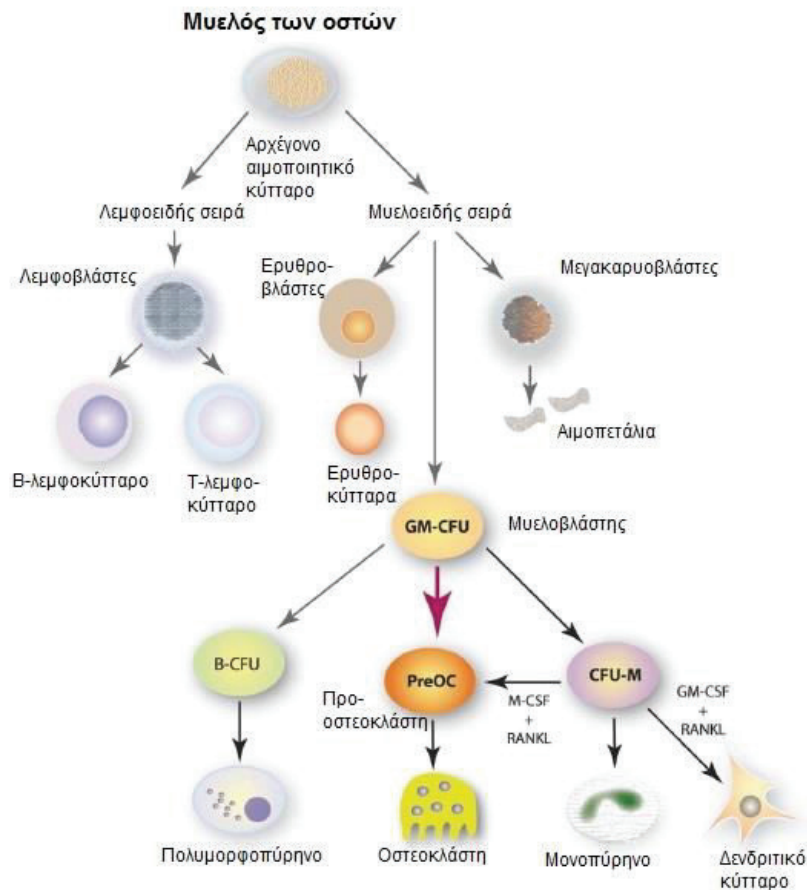 Μυελός των οστών
Αρχέγονο
αιμοποιητικό
κύτταρο
Λεμφοειδής σειρά
Μυελοειδής σειρά
Λεμφοβλάστες
Ερυθρο-
βλάστες
Μεγακαρυοβλάστες
Β-λεμφοκύτταρο
Τ-λεμφο-
κύτταρο
Ερυθρο-
κύτταρα
Αιμοπετάλια
GM-CFU
Μυελοβλάστης
B-CFU
PreOC
CFU-M
Προ-
οστεοκλάστη
M-CSF
+
RANKL
GM-CSF
+
RANKL
Πολυμορφοπύρηνο
Οστεοκλάστη
Μονοπύρηνο
Δενδριτικό
κύτταρο